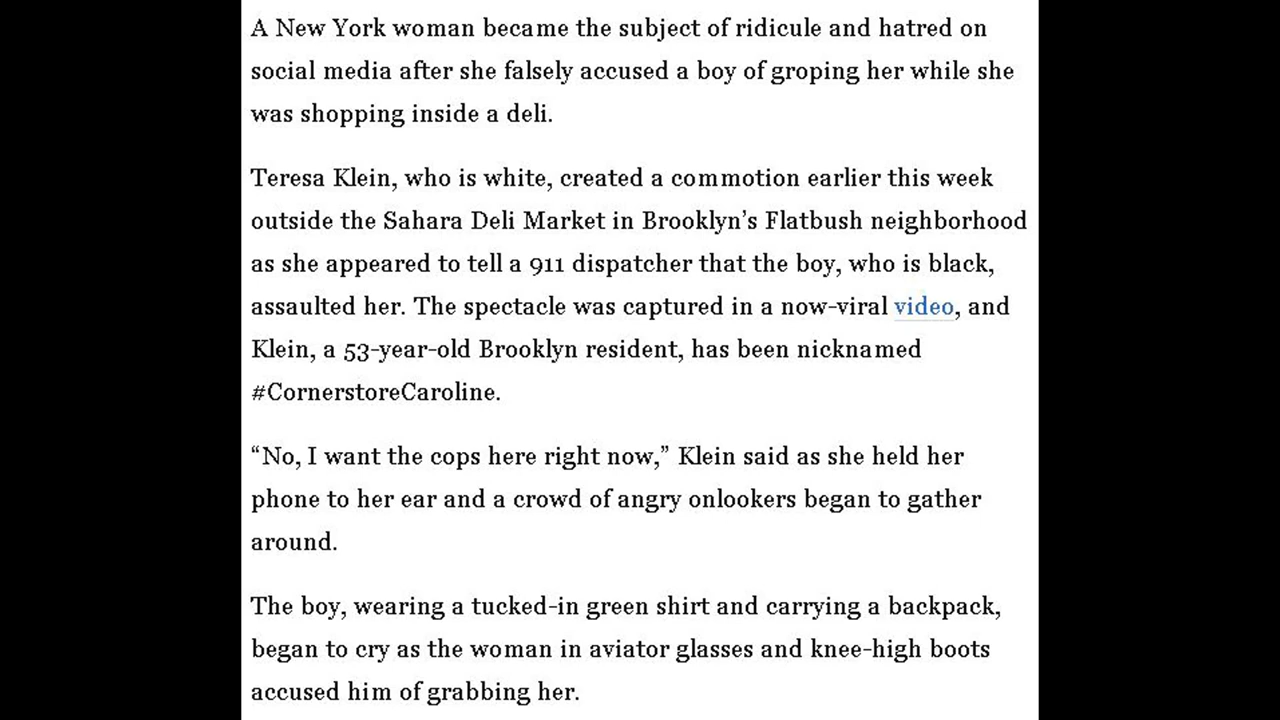 A New York woman became the subject of ridicule and hatred on
social media after she falsely accused a boy of groping her while she
was shopping inside a deli.
Teresa Klein, who is white, created a commotion earlier this week
outside the Sahara Deli Market in Brooklyn’s Flatbush neighborhood
as she appeared to tell a 911 dispatcher that the boy, who is black,
assaulted her. The spectacle was captured in a now-viral video, and
Klein, a 53-year-old Brooklyn resident, has been nicknamed
#CornerstoreCaroline.
“No, I want the cops here right now,” Klein said as she held her
phone to her ear and a crowd of angry onlookers began to gather
around.
The boy, wearing a tucked-in green shirt and carrying a backpack,
began to cry as the woman in aviator glasses and knee-high boots
accused him of grabbing her.